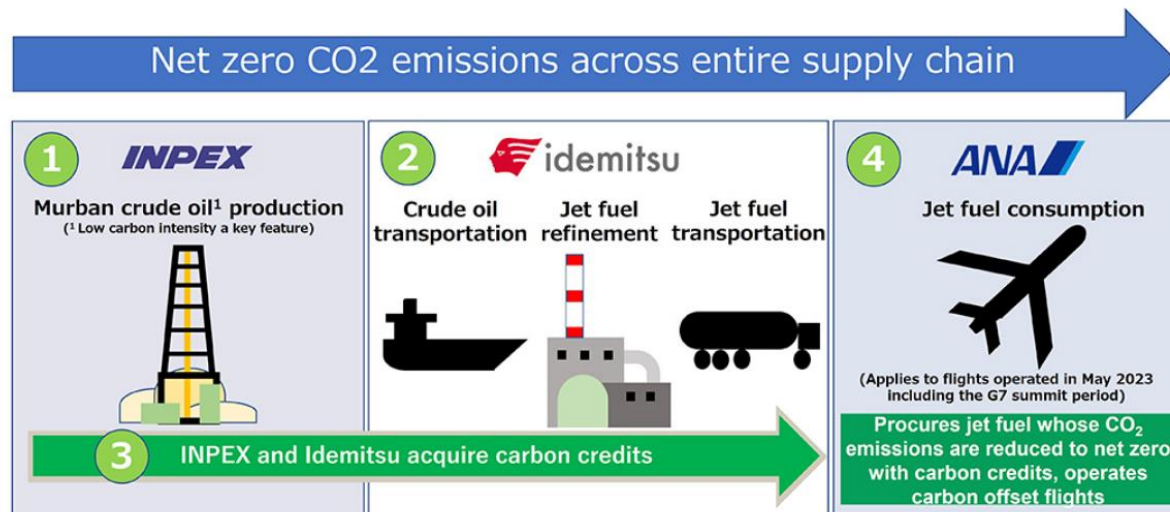 Net zero CO2 emissions across entire supply chain
1
INPEX
Murban crude oil¹ production
(¹ Low carbon intensity a key feature)
2
idemitsu
Crude oil
transportation
Jet fuel
refinement
Jet fuel
transportation
3
INPEX and Idemitsu acquire carbon credits
4
ANA
Jet fuel consumption
(Applies to flights operated in May 2023
including the G7 summit period)
Procures jet fuel whose CO₂
emissions are reduced to net zero
with carbon credits, operates
carbon offset flights